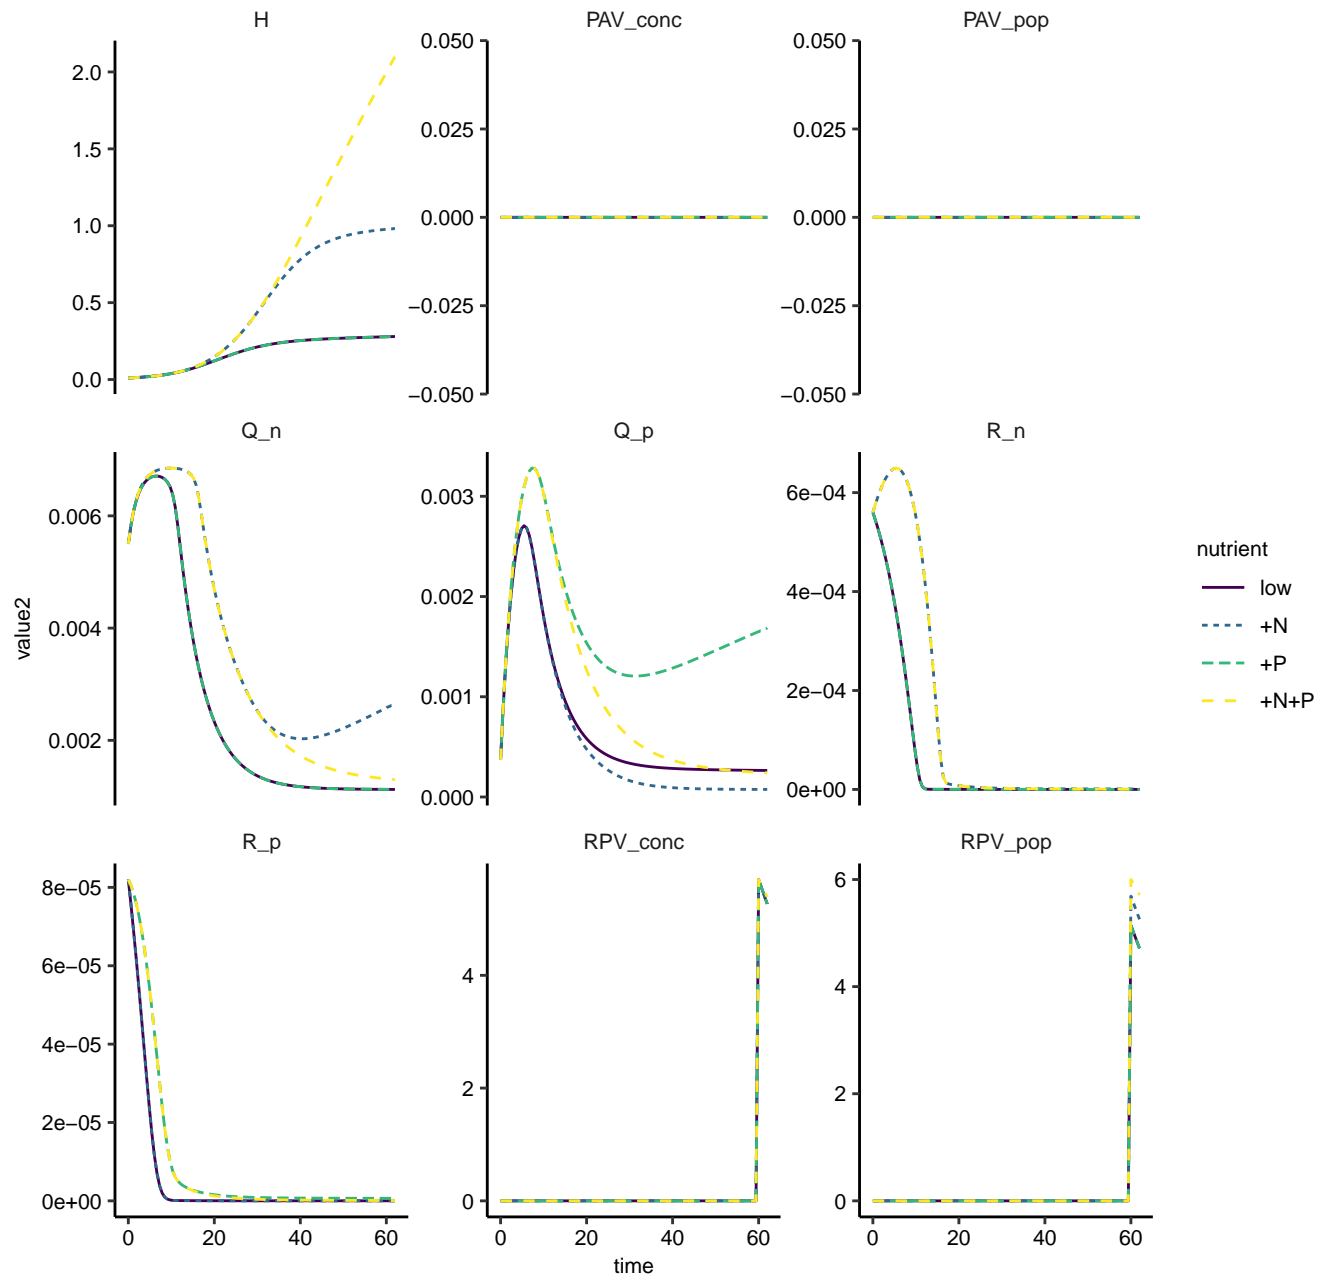 H
PAV_conc
PAV_pop
2.0
1.5
1.0
0.5
0.0
0.050
0.025
0.000
−0.025
−0.050
0.050
0.025
0.000
−0.025
−0.050
Q_n
Q_p
R_n
0.006
0.004
0.002
0.003
0.002
0.001
0.000
6e−04
4e−04
2e−04
0e+00
value2
R_p
RPV_conc
RPV_pop
8e−05
6e−05
4e−05
2e−05
0e+00
4
2
0
6
4
2
0
0 20 40 60
0 20 40 60
0 20 40 60
time
nutrient
low
+N
+P
+N+P